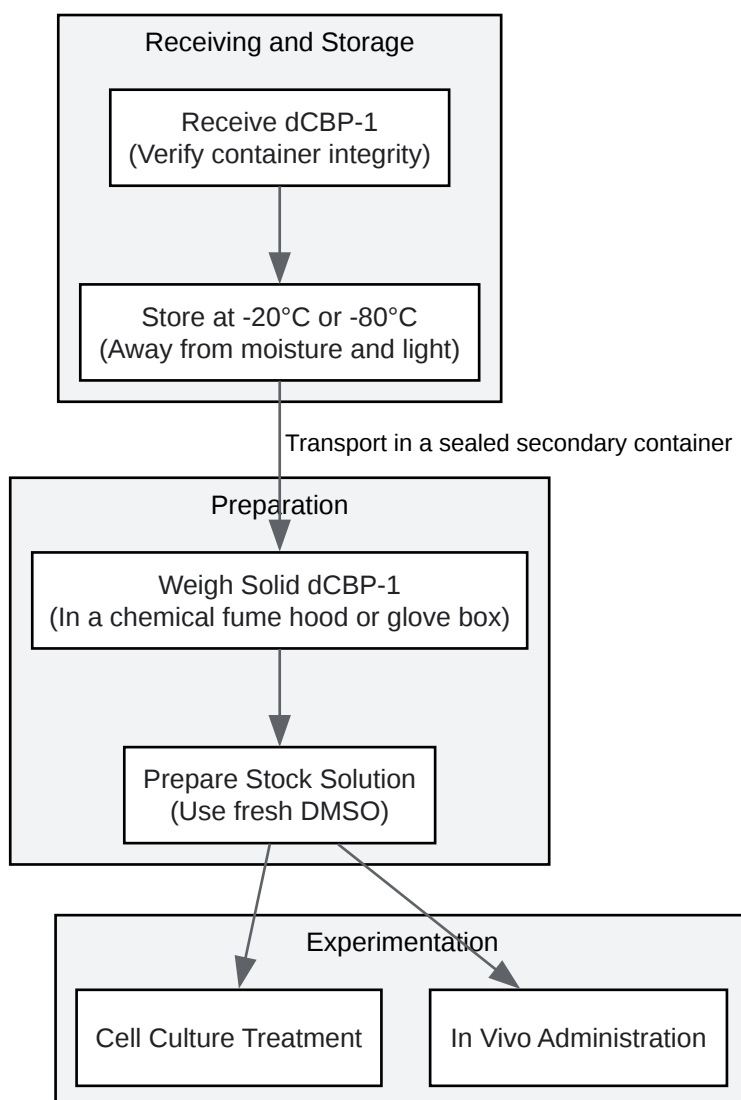 Receiving and Storage
Receive dCBP-1
(Verify container integrity)
Store at -20°C or -80°C
(Away from moisture and light)
Transport in a sealed secondary container
Preparation
Weigh Solid dCBP-1
(In a chemical fume hood or glove box)
Prepare Stock Solution
(Use fresh DMSO)
Experimentation
Cell Culture Treatment
In Vivo Administration